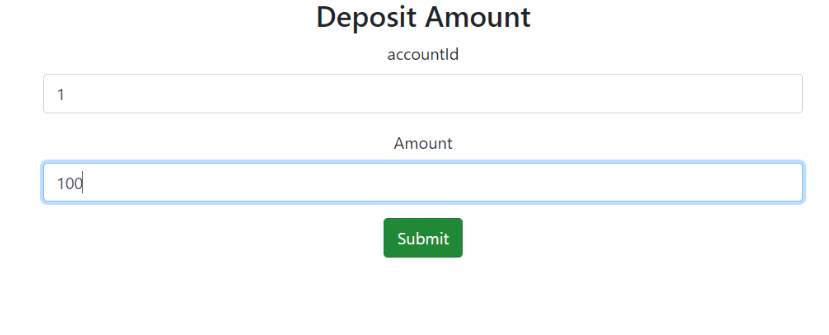 Deposit Amount
accountId
1
Amount
100
Submit